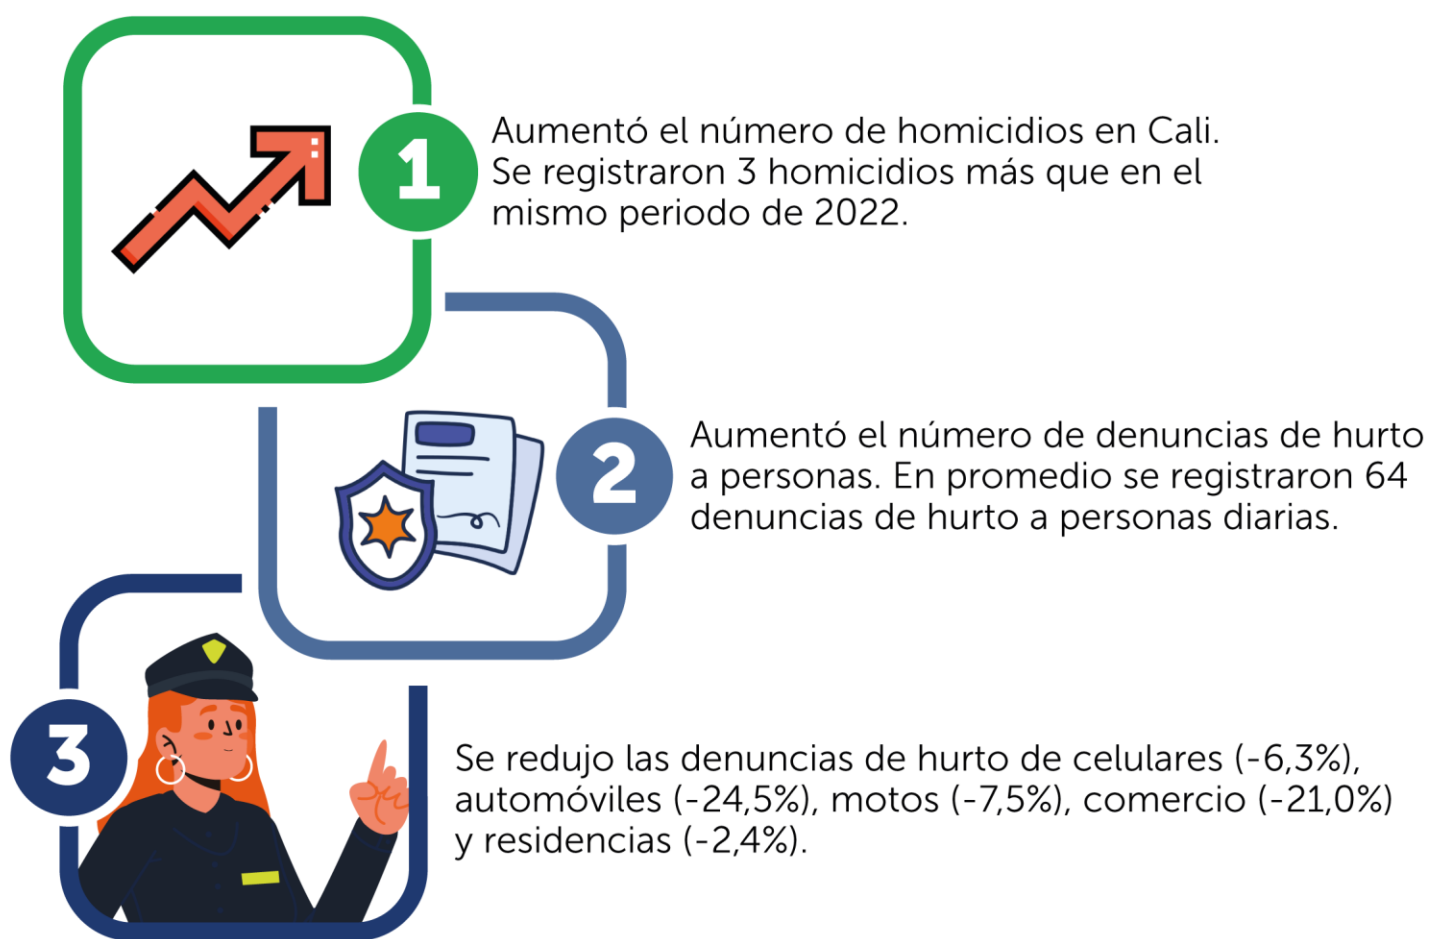 1
Aumentó el número de homicidios en Cali.
Se registraron 3 homicidios más que en el
mismo periodo de 2022.
2
Aumentó el número de denuncias de hurto
a personas. En promedio se registraron 64
denuncias de hurto a personas diarias.
3
Se redujo las denuncias de hurto de celulares (-6,3%),
automóviles (-24,5%), motos (-7,5%), comercio (-21,0%)
y residencias (-2,4%).